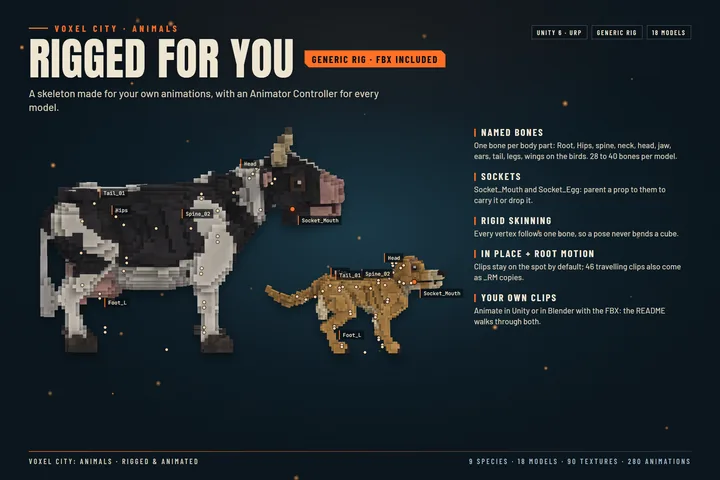 VOXEL CITY · ANIMALS
RIGGED FOR YOU
GENERIC RIG · FBX INCLUDED
UNITY 6 · URP
GENERIC RIG
18 MODELS
A skeleton made for your own animations, with an Animator Controller for every
model.
Head
Tail_01
Hips
Spine_02
Socket_Mouth
Foot_L
Head
Tail_01
Spine_02
Socket_Mouth
Foot_L
NAMED BONES
One bone per body part: Root, Hips, spine, neck, head, jaw,
ears, tail, legs, wings on the birds. 28 to 40 bones per model.
SOCKETS
Socket_Mouth and Socket_Egg: parent a prop to them to
carry it or drop it.
RIGID SKINNING
Every vertex follows one bone, so a pose never bends a cube.
IN PLACE + ROOT MOTION
Clips stay on the spot by default; 46 travelling clips also come
as _RM copies.
YOUR OWN CLIPS
Animate in Unity or in Blender with the FBX: the README
walks through both.
VOXEL CITY: ANIMALS · RIGGED & ANIMATED
9 SPECIES · 18 MODELS · 90 TEXTURES · 280 ANIMATIONS